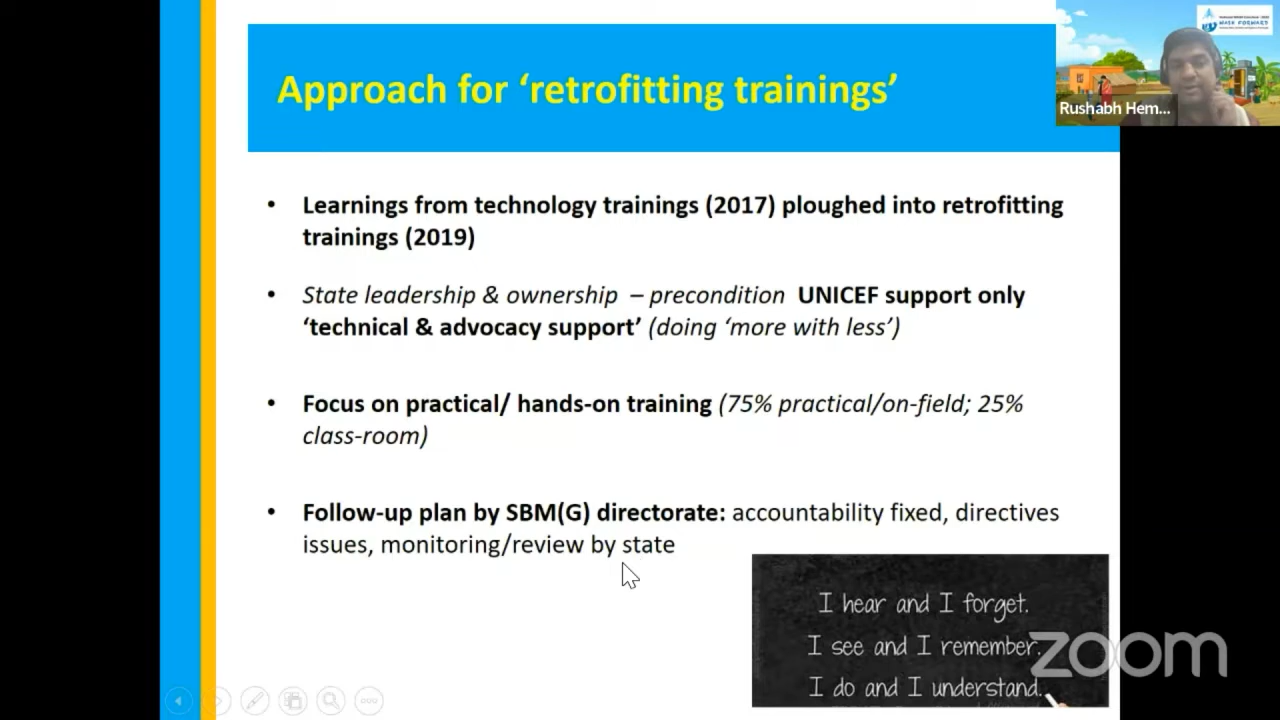 Approach for ‘retrofitting trainings’
Rushabh Hem...
WASH FORWARD
• Learnings from technology trainings (2017) ploughed into retrofitting
trainings (2019)
• State leadership & ownership – precondition UNICEF support only
‘technical & advocacy support’ (doing ‘more with less’)
• Focus on practical/ hands-on training (75% practical/on-field; 25%
class-room)
• Follow-up plan by SBM(G) directorate: accountability fixed, directives
issues, monitoring/review by state
I hear and I forget.
I see and I remember.
I do and I understand.
zoom